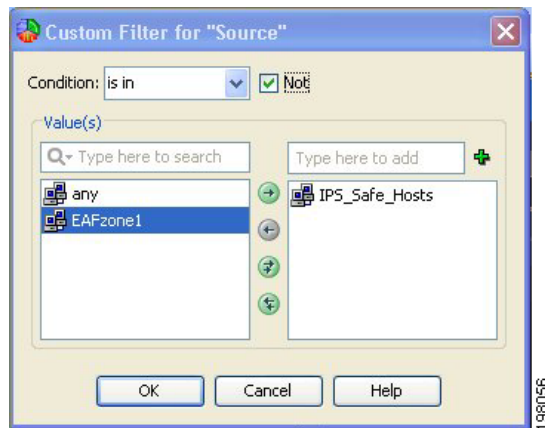 Custom Filter for "Source"
Condition: is in Not
Value(s)
Type here to search Type here to add
any IPS_Safe_Hosts
EAFzone1
OK Cancel Help
198056